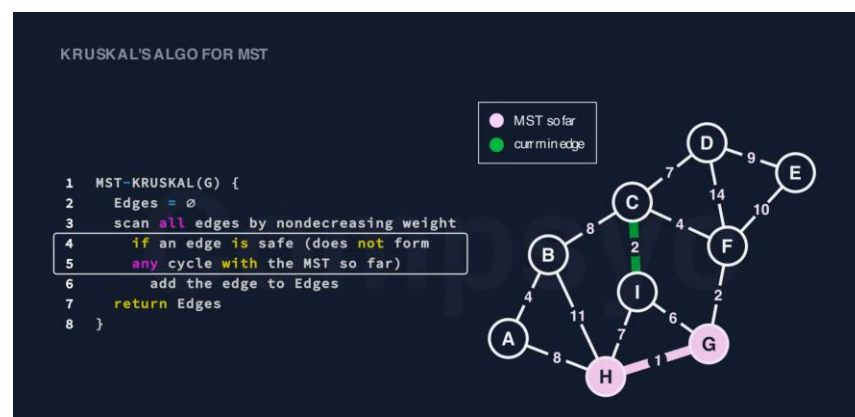 KRUSKAL'S ALGO FOR MST
MST so far
curr min edge
1 MST-KRUSKAL(G) {
2 Edges = ∅
3 scan all edges by nondecreasing weight
4 if an edge is safe (does not form
5 any cycle with the MST so far)
6 add the edge to Edges
7 return Edges
8 }
D
9
E
7
14
10
C
4
F
8
2
B
I
2
4
11
7
6
A
8
H
1
G